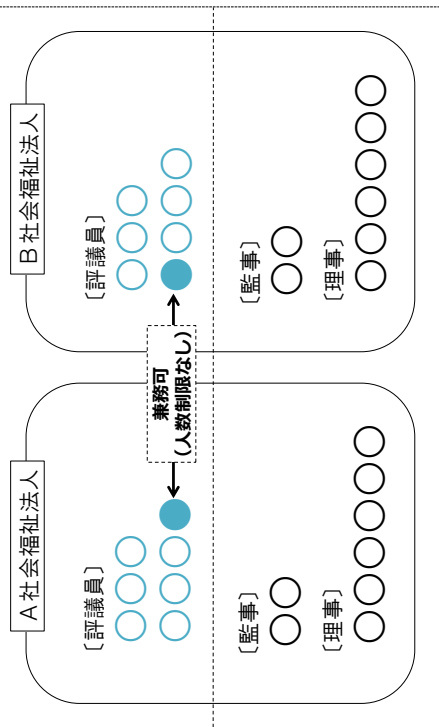 A社会福祉法人
〔評議員〕
〔監事〕
〔理事〕
兼務可
(人数制限なし)
B社会福祉法人
〔評議員〕
〔監事〕
〔理事〕